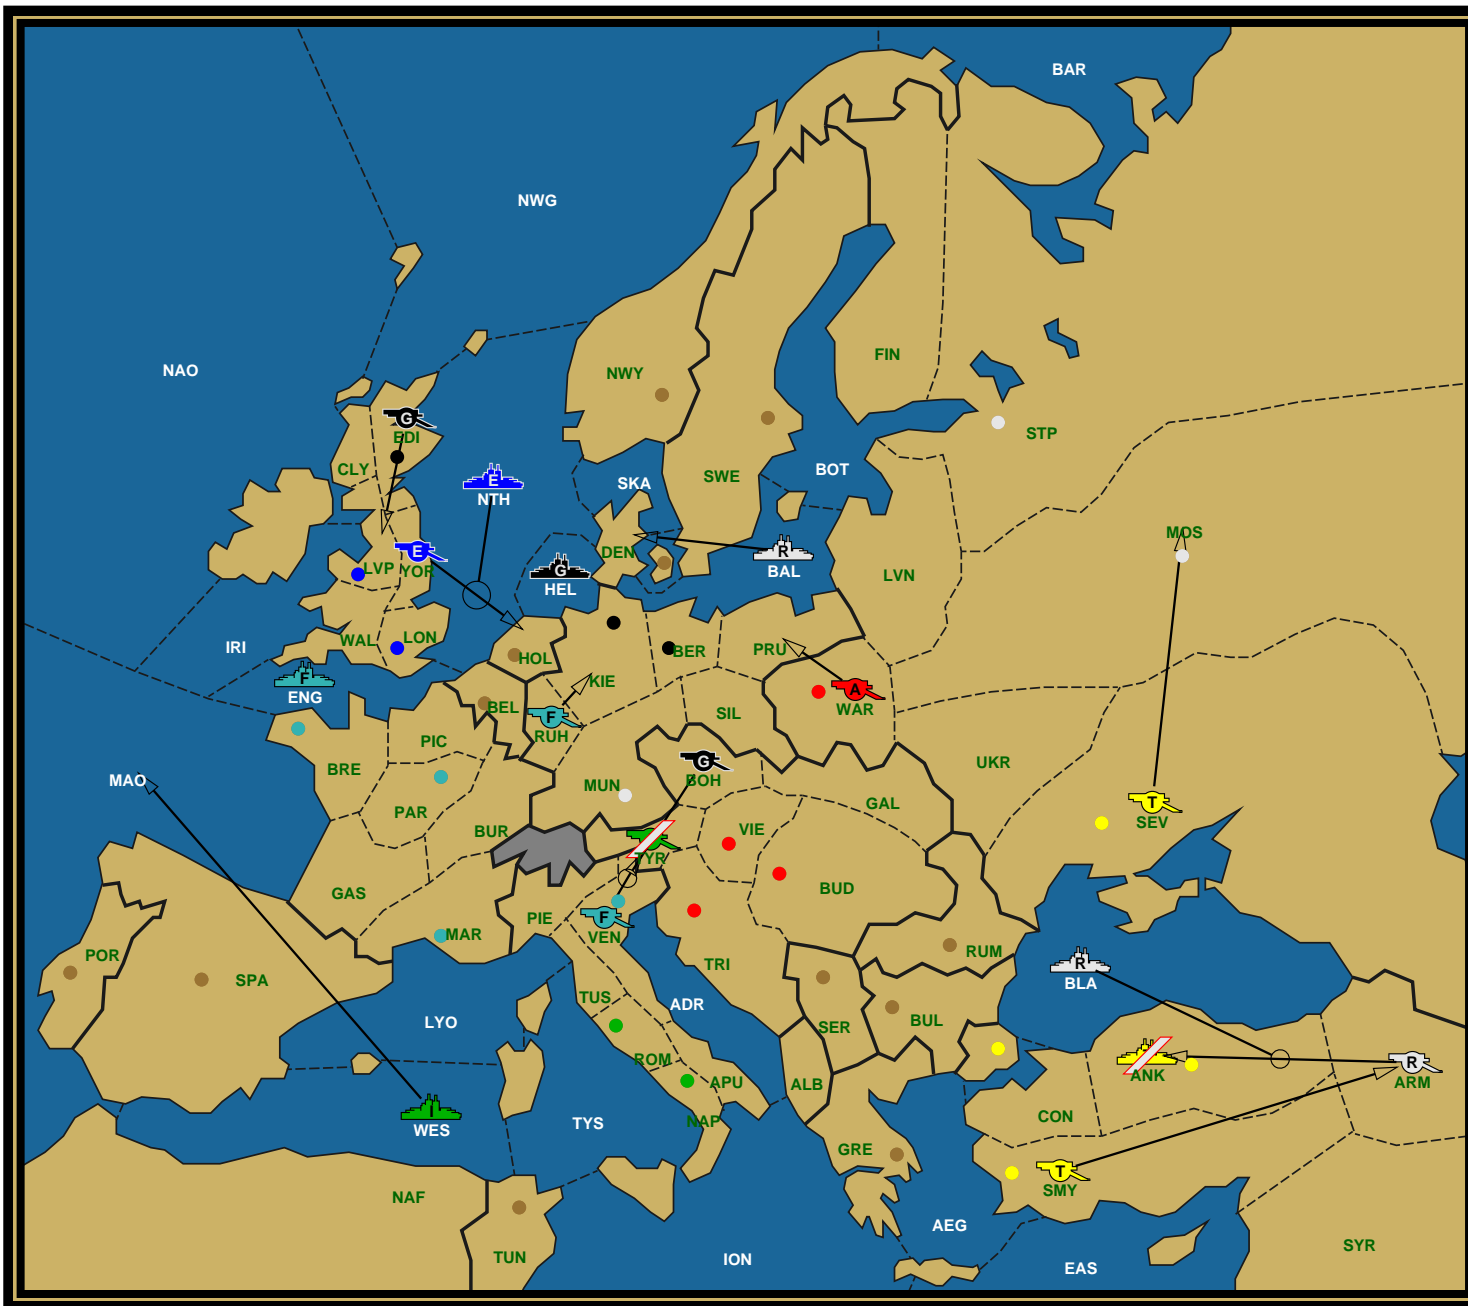 BAR
NWG
NAO
FIN
NWY
G
EDI
STP
CLY
SKA
BOT
SWE
E
NTH
MOS
DEN
R
BAL
E
LVP
YOR
G
HEL
LVN
IRI
WAL
LON
HOL
BER
PRU
F
ENG
KIE
A
WAR
BEL
SIL
F
RUH
PIC
G
BOH
UKR
BRE
MAO
MUN
T
SEV
GAL
PAR
BUR
VIE
TYR
BUD
GAS
F
VEN
PIE
MAR
POR
SPA
TRI
RUM
R
BLA
TUS
ADR
LYO
SER
BUL
ROM
APU
ALB
ANK
R
ARM
I
WES
TYS
NAP
CON
GRE
T
SMY
NAF
AEG
TUN
ION
SYR
EAS